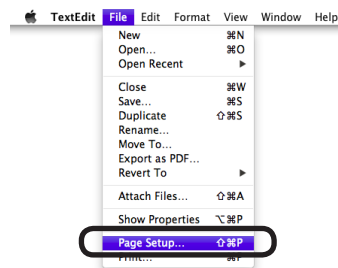 TextEdit File Edit Format View Window Help
New ⌘N
Open... ⌘O
Open Recent ▶
Close ⌘W
Save... ⌘S
Duplicate ⇧⌘S
Rename...
Move To...
Export as PDF...
Revert To ▶
Attach Files... ⇧⌘A
Show Properties ⌥⌘P
Page Setup... ⇧⌘P
Print... ⌘P